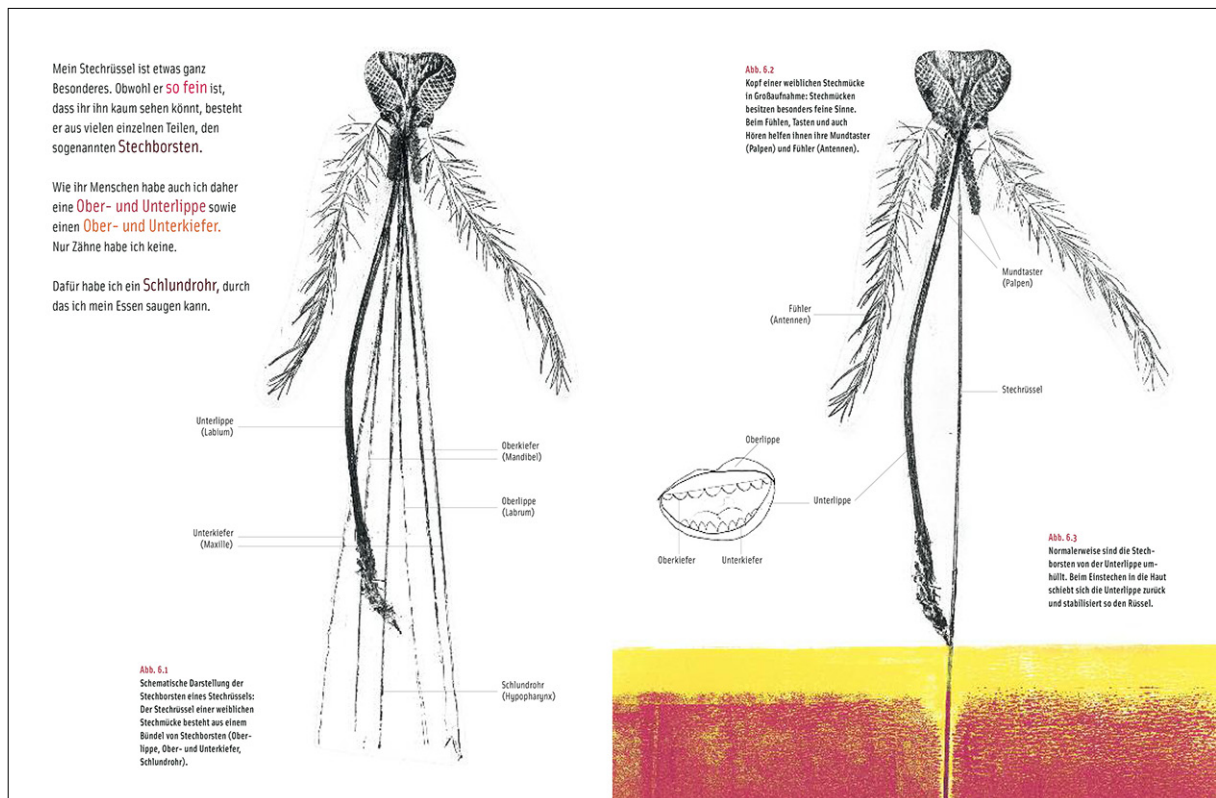 Mein Stechrüssel ist etwas ganz
Besonderes. Obwohl er so fein ist,
dass ihr ihn kaum sehen könnt, besteht
er aus vielen einzelnen Teilen, den
sogenannten Stechborsten.
Wie ihr Menschen habe auch ich daher
eine Ober- und Unterlippe sowie
einen Ober- und Unterkiefer.
Nur Zähne habe ich keine.
Dafür habe ich ein Schlundrohr, durch
das ich mein Essen saugen kann.
Unterlippe
(Labium)
Oberkiefer
(Mandibel)
Oberlippe
(Labrum)
Unterkiefer
(Maxille)
Schlundrohr
(Hypopharynx)
Abb. 6.1
Schematische Darstellung der
Stechborsten eines Stechrüssels:
Der Stechrüssel einer weiblichen
Stechmücke besteht aus einem
Bündel von Stechborsten (Ober-
lippe, Ober- und Unterkiefer,
Schlundrohr).
Abb. 6.2
Kopf einer weiblichen Stechmücke
in Großaufnahme: Stechmücken
besitzen besonders feine Sinne.
Beim Fühlen, Tasten und auch
Hören helfen ihnen ihre Mundtaster
(Palpen) und Fühler (Antennen).
Mundtaster
(Palpen)
Fühler
(Antennen)
Stechrüssel
Oberlippe
Unterlippe
Oberkiefer
Unterkiefer
Abb. 6.3
Normalerweise sind die Stech-
borsten von der Unterlippe um-
hüllt. Beim Einstechen in die Haut
schiebt sich die Unterlippe zurück
und stabilisiert so den Rüssel.